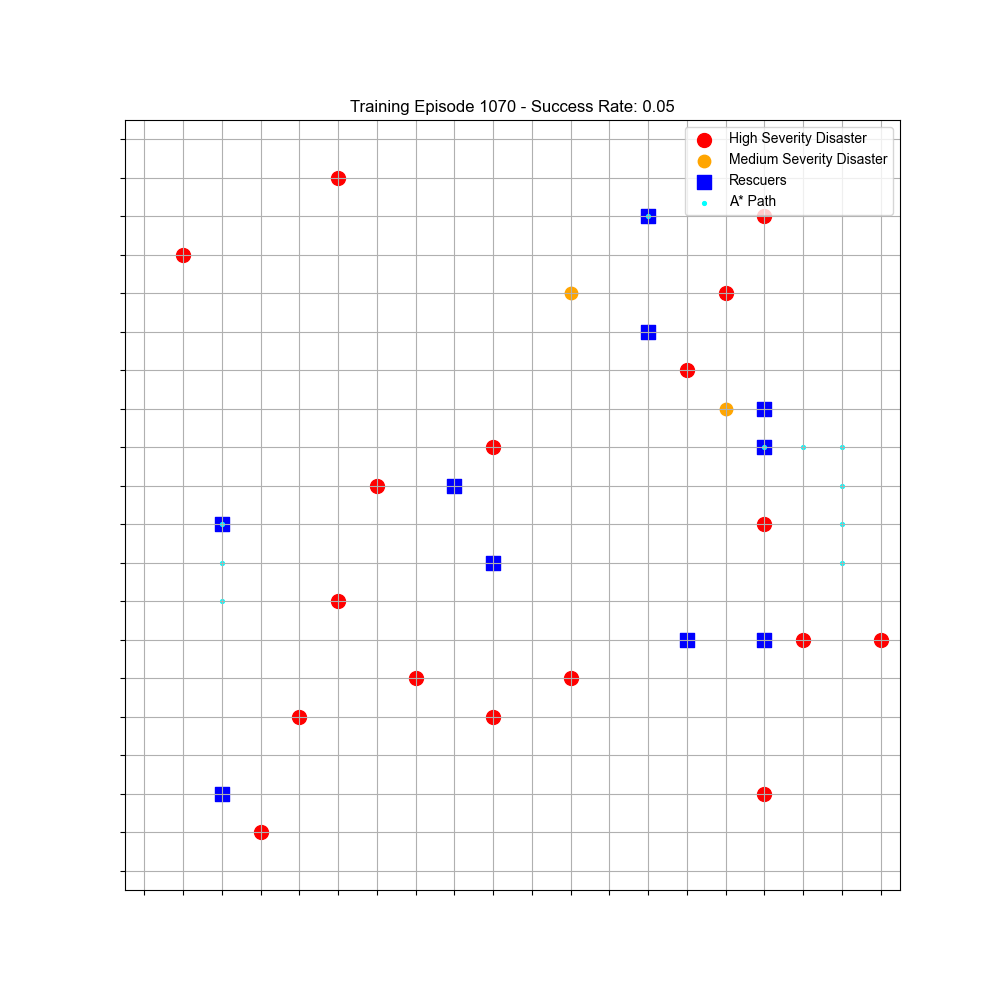 Training Episode 1070 - Success Rate: 0.05
High Severity Disaster
Medium Severity Disaster
Rescuers
A* Path